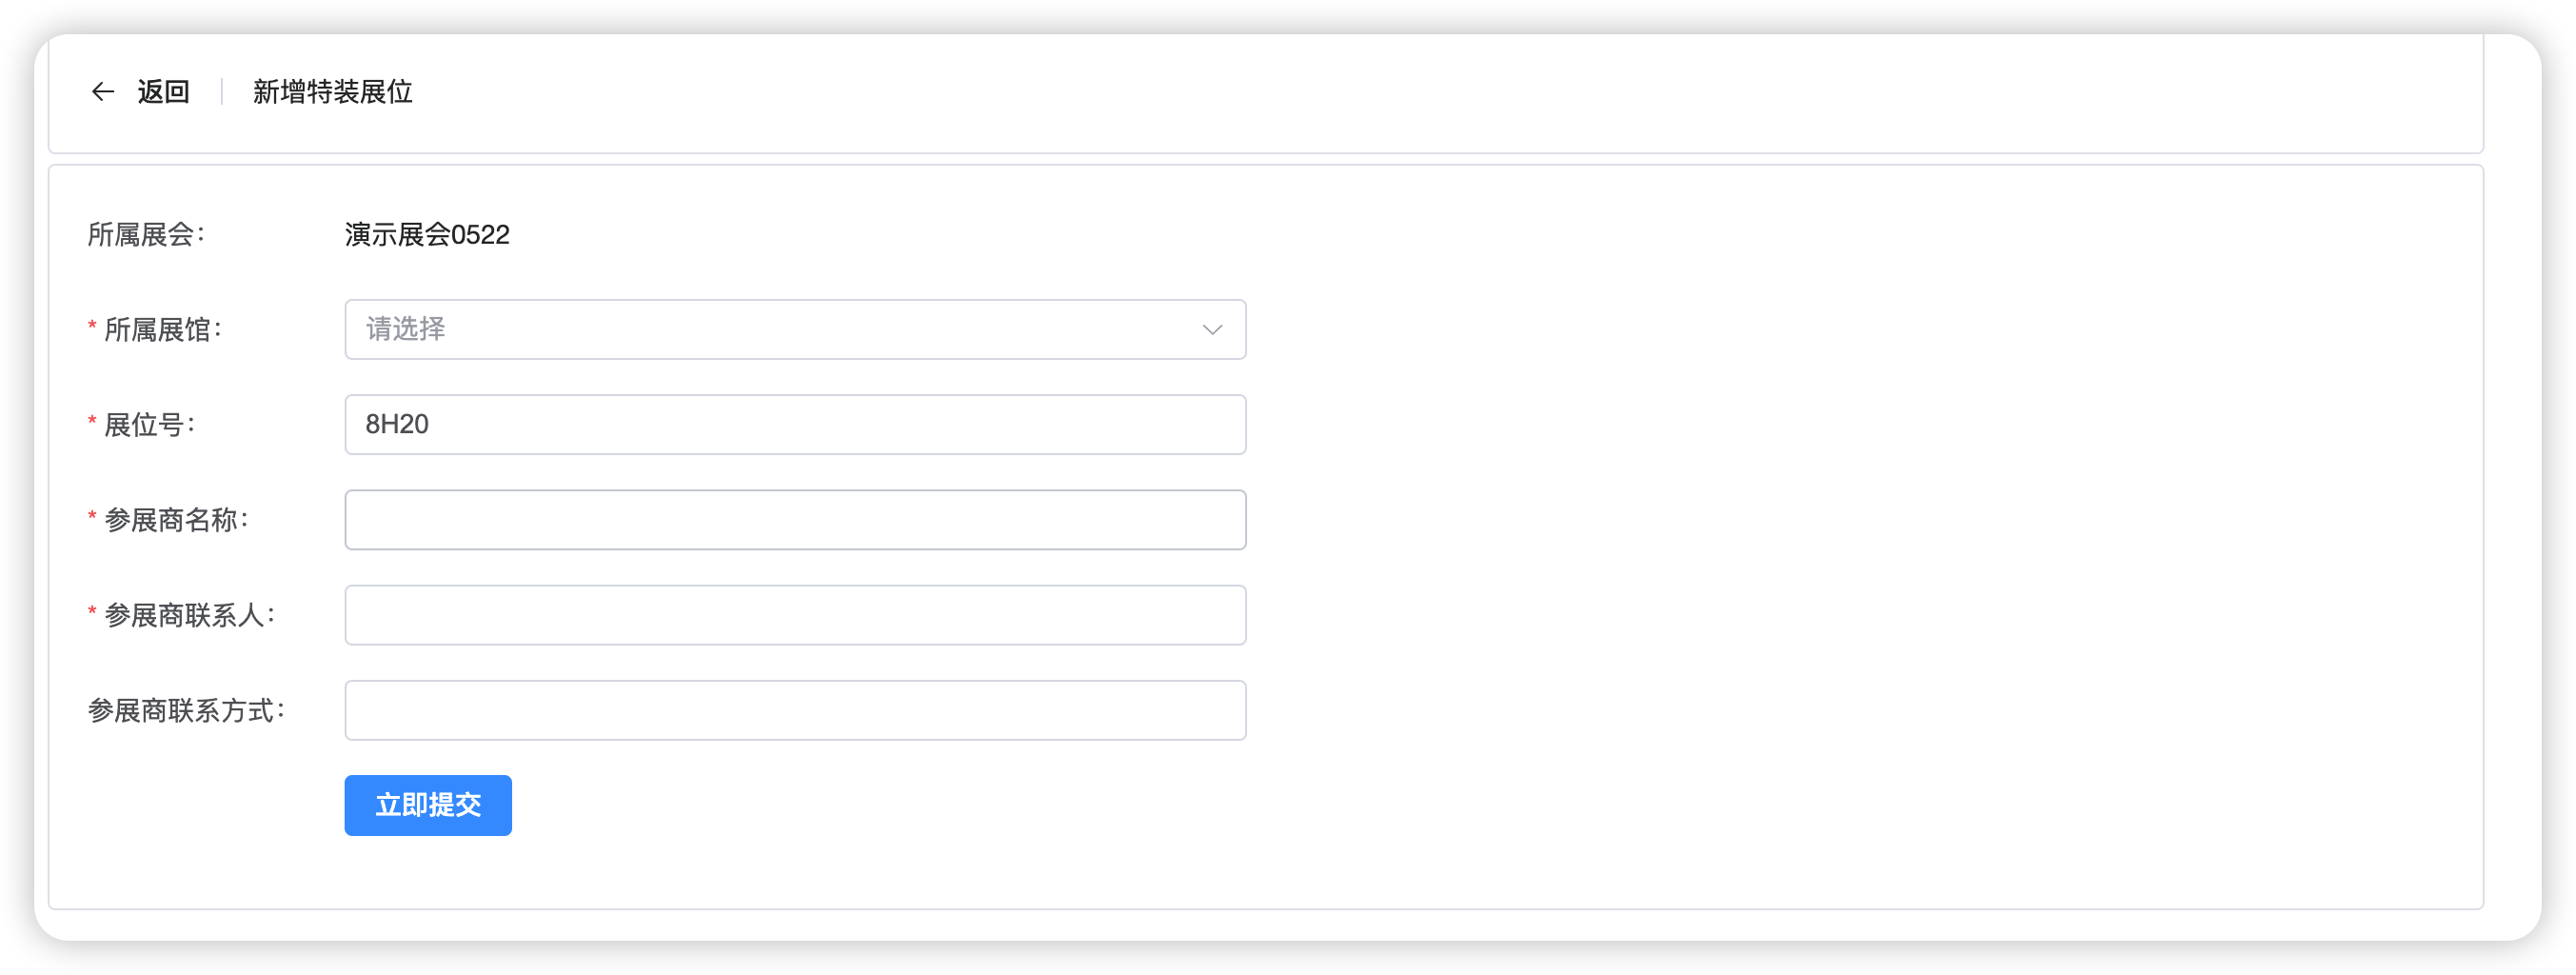 返回 新增特装展位
所属展会： 演示展会0522
* 所属展馆： 请选择
* 展位号： 8H20
* 参展商名称：
* 参展商联系人：
参展商联系方式：
立即提交